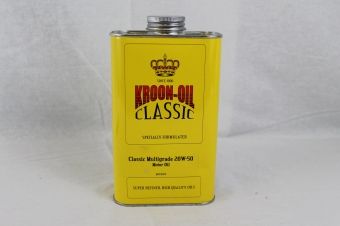 SINCE 1906
KROON-OIL
CLASSIC
SPECIALLY FORMULATED
Classic Multigrade 20W-50
Motor Oil
SUPER REFINED, HIGH QUALITY OILS